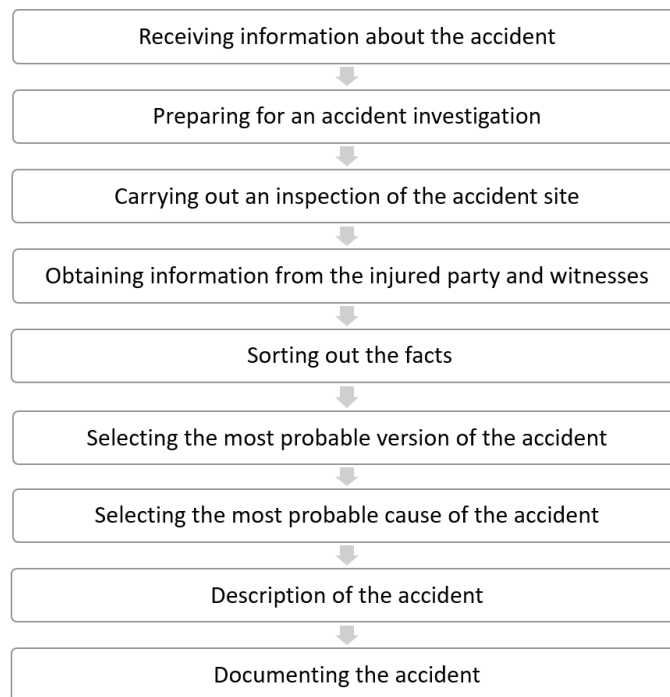 Receiving information about the accident
Preparing for an accident investigation
Carrying out an inspection of the accident site
Obtaining information from the injured party and witnesses
Sorting out the facts
Selecting the most probable version of the accident
Selecting the most probable cause of the accident
Description of the accident
Documenting the accident